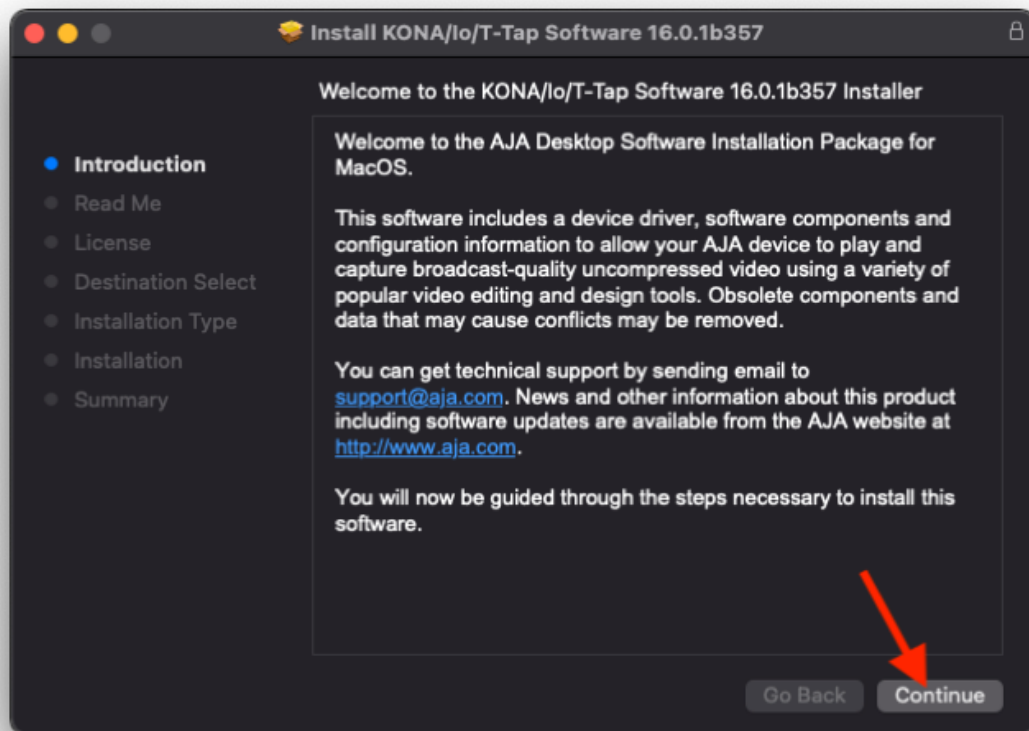 Install KONA/Io/T-Tap Software 16.0.1b357
Welcome to the KONA/Io/T-Tap Software 16.0.1b357 Installer
Introduction
Read Me
License
Destination Select
Installation Type
Installation
Summary
Welcome to the AJA Desktop Software Installation Package for
MacOS.
This software includes a device driver, software components and
configuration information to allow your AJA device to play and
capture broadcast-quality uncompressed video using a variety of
popular video editing and design tools. Obsolete components and
data that may cause conflicts may be removed.
You can get technical support by sending email to
support@aja.com. News and other information about this product
including software updates are available from the AJA website at
http://www.aja.com.
You will now be guided through the steps necessary to install this
software.
Go Back
Continue